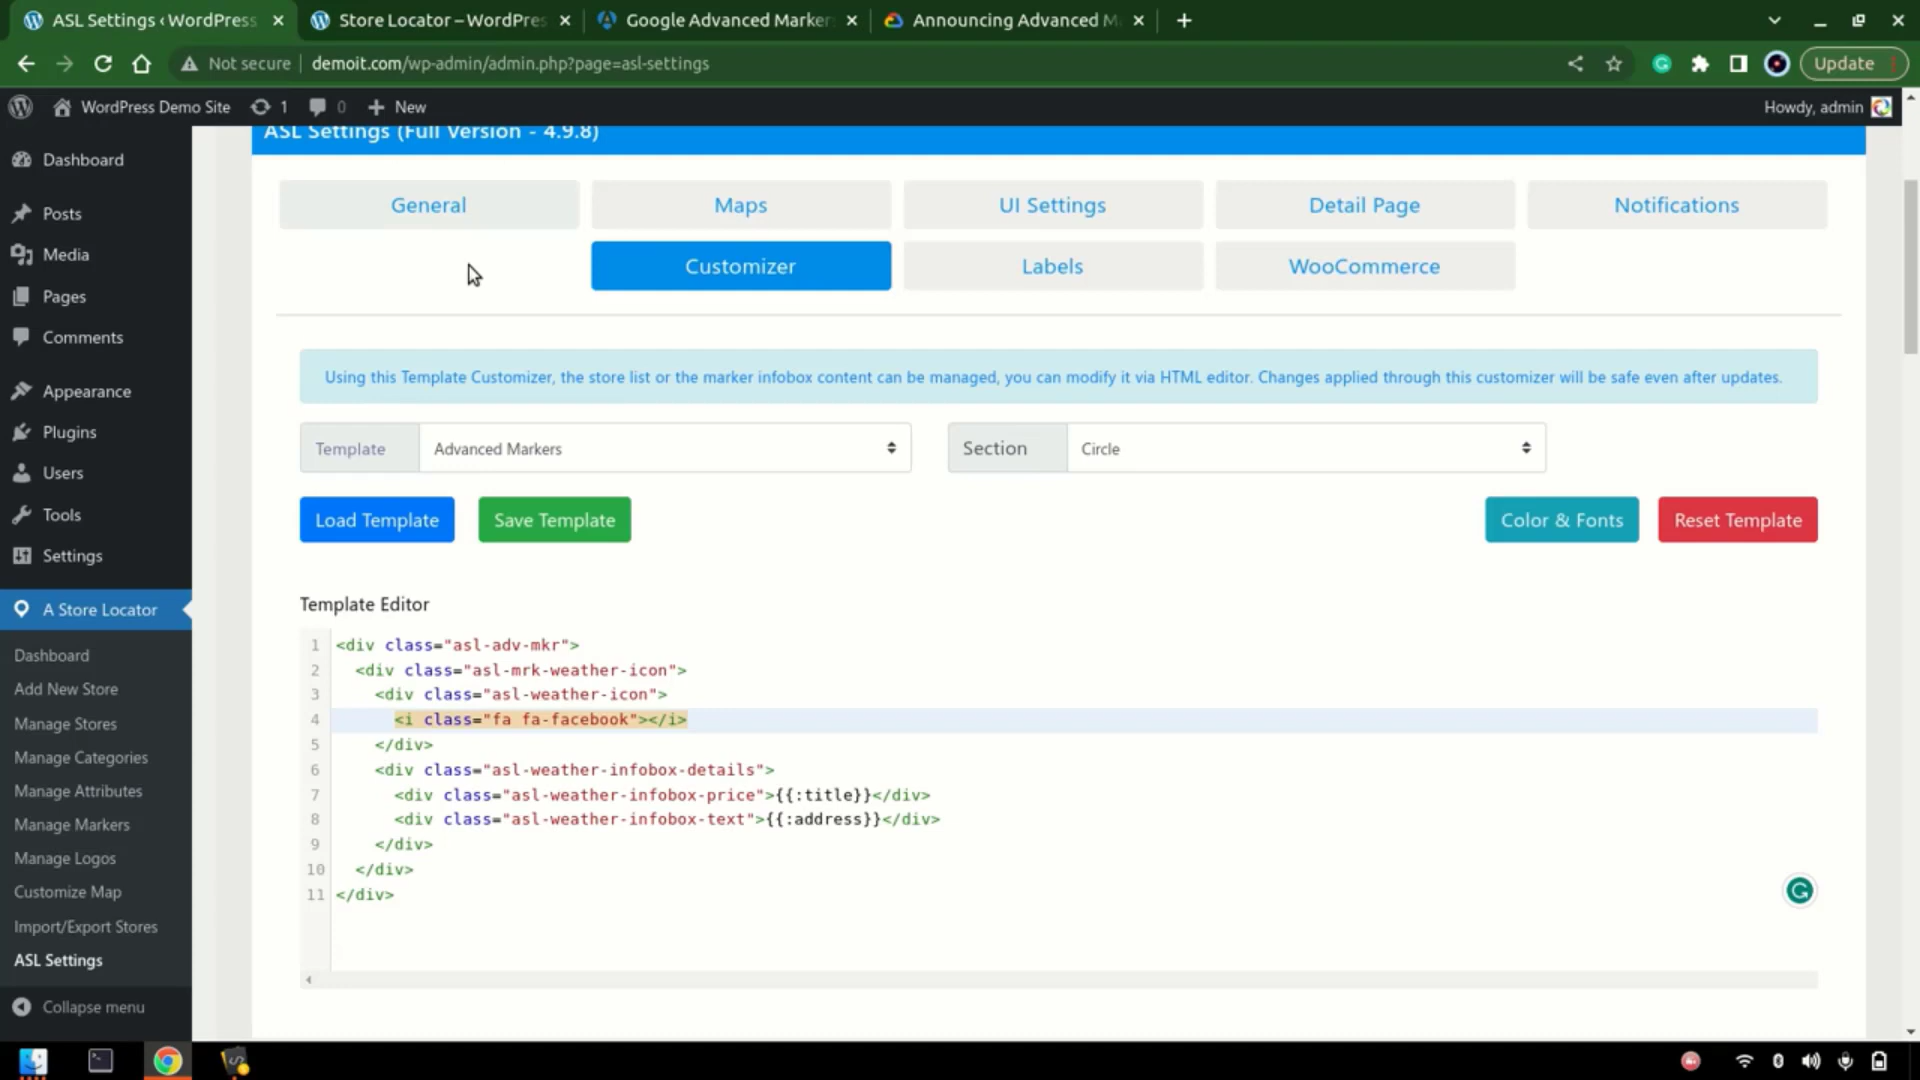 ASL Settings ‹ WordPress
Store Locator – WordPres
Google Advanced Marker
Announcing Advanced M
Not secure
demoit.com/wp-admin/admin.php?page=asl-settings
Update
WordPress Demo Site
1
0
New
Howdy, admin
ASL Settings (Full Version - 4.9.8)
Dashboard
Posts
Media
Pages
Comments
Appearance
Plugins
Users
Tools
Settings
A Store Locator
Dashboard
Add New Store
Manage Stores
Manage Categories
Manage Attributes
Manage Markers
Manage Logos
Customize Map
Import/Export Stores
ASL Settings
Collapse menu
General
Maps
UI Settings
Detail Page
Notifications
Customizer
Labels
WooCommerce
Using this Template Customizer, the store list or the marker infobox content can be managed, you can modify it via HTML editor. Changes applied through this customizer will be safe even after updates.
Template
Advanced Markers
Section
Circle
Load Template
Save Template
Color & Fonts
Reset Template
Template Editor
1 <div class="asl-adv-mkr">
2 <div class="asl-mrk-weather-icon">
3 <div class="asl-weather-icon">
4 <i class="fa fa-facebook"></i>
5 </div>
6 <div class="asl-weather-infobox-details">
7 <div class="asl-weather-infobox-price">{{:title}}</div>
8 <div class="asl-weather-infobox-text">{{:address}}</div>
9 </div>
10 </div>
11 </div>